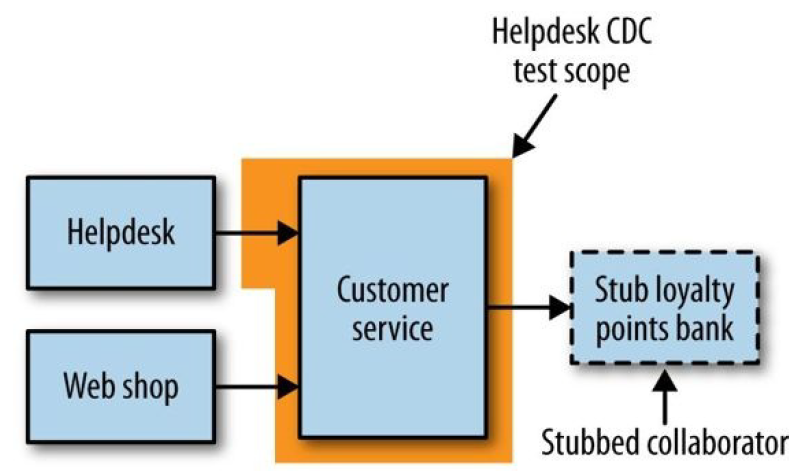 Helpdesk CDC
test scope
Helpdesk
Customer
service
Stub loyalty
points bank
Web shop
Stubbed collaborator